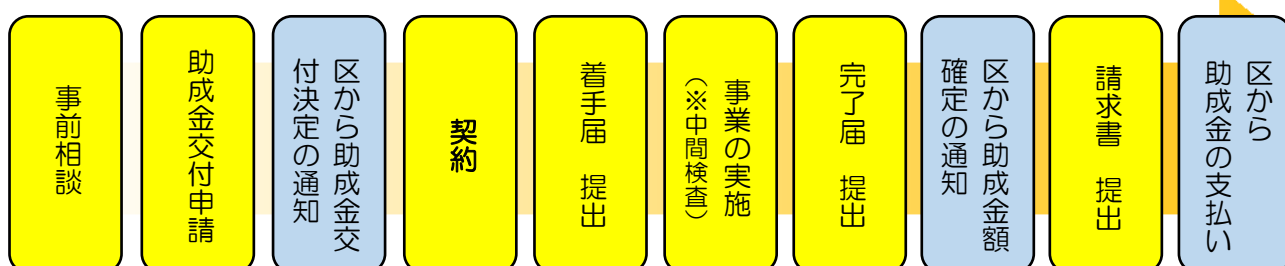 事前相談
助成金交付申請
区から助成金交
付決定の通知
契約
着手届　提出
事業の実施
（※中間検査）
完了届　提出
区から助成金額
確定の通知
請求書　提出
区から
助成金の支払い